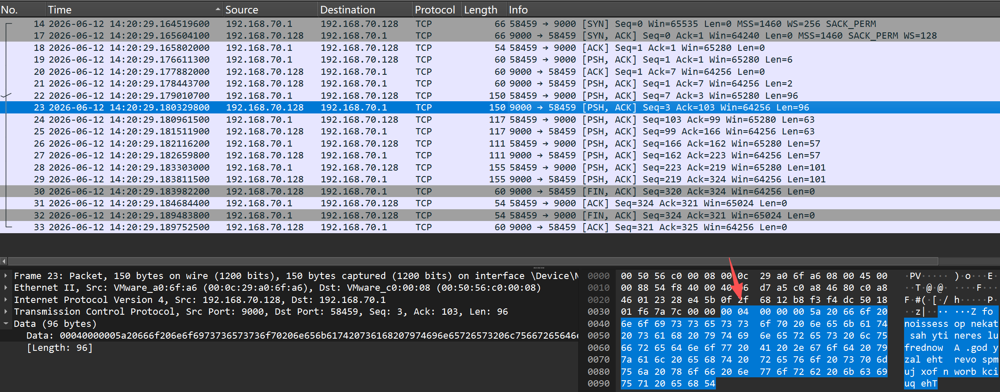 No. Time Source Destination Protocol Length Info
14 2026-06-12 14:20:29.164519600 192.168.70.1 192.168.70.128 TCP 66 58459 → 9000 [SYN] Seq=0 Win=65535 Len=0 MSS=1460 WS=256 SACK_PERM
17 2026-06-12 14:20:29.165604100 192.168.70.128 192.168.70.1 TCP 66 9000 → 58459 [SYN, ACK] Seq=0 Ack=1 Win=64240 Len=0 MSS=1460 SACK_PERM WS=128
18 2026-06-12 14:20:29.165802000 192.168.70.1 192.168.70.128 TCP 54 58459 → 9000 [ACK] Seq=1 Ack=1 Win=65280 Len=0
19 2026-06-12 14:20:29.176611300 192.168.70.1 192.168.70.128 TCP 60 58459 → 9000 [PSH, ACK] Seq=1 Ack=1 Win=65280 Len=6
20 2026-06-12 14:20:29.177882000 192.168.70.128 192.168.70.1 TCP 60 9000 → 58459 [ACK] Seq=1 Ack=7 Win=64256 Len=0
21 2026-06-12 14:20:29.178443700 192.168.70.128 192.168.70.1 TCP 60 9000 → 58459 [PSH, ACK] Seq=1 Ack=7 Win=64256 Len=2
22 2026-06-12 14:20:29.179010700 192.168.70.1 192.168.70.128 TCP 150 58459 → 9000 [PSH, ACK] Seq=7 Ack=3 Win=65280 Len=96
23 2026-06-12 14:20:29.180329800 192.168.70.128 192.168.70.1 TCP 150 9000 → 58459 [PSH, ACK] Seq=3 Ack=103 Win=64256 Len=96
24 2026-06-12 14:20:29.180961500 192.168.70.1 192.168.70.128 TCP 117 58459 → 9000 [PSH, ACK] Seq=103 Ack=99 Win=65280 Len=63
25 2026-06-12 14:20:29.181511900 192.168.70.128 192.168.70.1 TCP 117 9000 → 58459 [PSH, ACK] Seq=99 Ack=166 Win=64256 Len=63
26 2026-06-12 14:20:29.182116200 192.168.70.1 192.168.70.128 TCP 111 58459 → 9000 [PSH, ACK] Seq=166 Ack=162 Win=65280 Len=57
27 2026-06-12 14:20:29.182659800 192.168.70.128 192.168.70.1 TCP 111 9000 → 58459 [PSH, ACK] Seq=162 Ack=223 Win=64256 Len=57
28 2026-06-12 14:20:29.183303000 192.168.70.1 192.168.70.128 TCP 155 58459 → 9000 [PSH, ACK] Seq=223 Ack=219 Win=65280 Len=101
29 2026-06-12 14:20:29.183811500 192.168.70.128 192.168.70.1 TCP 155 9000 → 58459 [PSH, ACK] Seq=219 Ack=324 Win=64256 Len=101
30 2026-06-12 14:20:29.183982200 192.168.70.128 192.168.70.1 TCP 60 9000 → 58459 [FIN, ACK] Seq=320 Ack=324 Win=64256 Len=0
31 2026-06-12 14:20:29.184684400 192.168.70.1 192.168.70.128 TCP 54 58459 → 9000 [ACK] Seq=324 Ack=321 Win=65024 Len=0
32 2026-06-12 14:20:29.189483800 192.168.70.1 192.168.70.128 TCP 54 58459 → 9000 [FIN, ACK] Seq=324 Ack=321 Win=65024 Len=0
33 2026-06-12 14:20:29.189752500 192.168.70.128 192.168.70.1 TCP 60 9000 → 58459 [ACK] Seq=321 Ack=325 Win=64256 Len=0
Frame 23: Packet, 150 bytes on wire (1200 bits), 150 bytes captured (1200 bits) on interface \Device\N
Ethernet II, Src: VMware_a0:6f:a6 (00:0c:29:a0:6f:a6), Dst: VMware_c0:00:08 (00:50:56:c0:00:08)
Internet Protocol Version 4, Src: 192.168.70.128, Dst: 192.168.70.1
Transmission Control Protocol, Src Port: 9000, Dst Port: 58459, Seq: 3, Ack: 103, Len: 96
Data (96 bytes)
Data: 00040000005a20666f206e6f6973736573736f70206e656b617420736168207974696e65726573206c75667265646e
[Length: 96]
0000 00 50 56 c0 00 08 00 0c 29 a0 6f a6 08 00 45 00 ·PV·····)·o···E·
0010 00 88 54 f8 40 00 40 06 d7 a5 c0 a8 46 80 c0 a8 ··T·@·@·····F···
0020 46 01 23 28 e4 5b 0f 2f 68 12 b8 f3 f4 dc 50 18 F·#(·[·/h·····P·
0030 01 f6 7a 7c 00 00 00 04 00 00 00 5a 20 66 6f 20 ··z|·······Z fo
0040 6e 6f 69 73 73 65 73 73 6f 70 20 6e 65 6b 61 74 noissessop nekat
0050 20 73 61 68 20 79 74 69 6e 65 72 65 73 20 6c 75 sah ytineres lu
0060 66 72 65 64 6e 6f 77 20 41 20 2e 67 6f 64 20 79 frednow A .god y
0070 7a 61 6c 20 65 68 74 20 72 65 76 6f 20 73 70 6d zal eht revo spm
0080 75 6a 20 78 6f 66 20 6e 77 6f 72 62 20 6b 63 69 uj xof nworb kci
0090 75 71 20 65 68 54 uq ehT